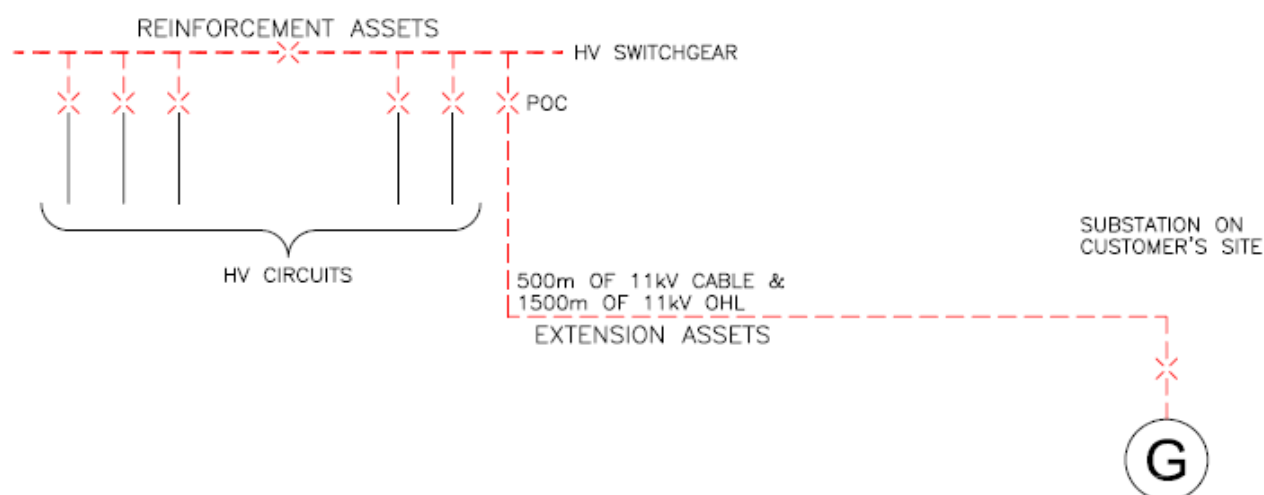 REINFORCEMENT ASSETS
HV SWITCHGEAR
POC
HV CIRCUITS
SUBSTATION ON
CUSTOMER'S SITE
500m OF 11kV CABLE &
1500m OF 11kV OHL
EXTENSION ASSETS
G